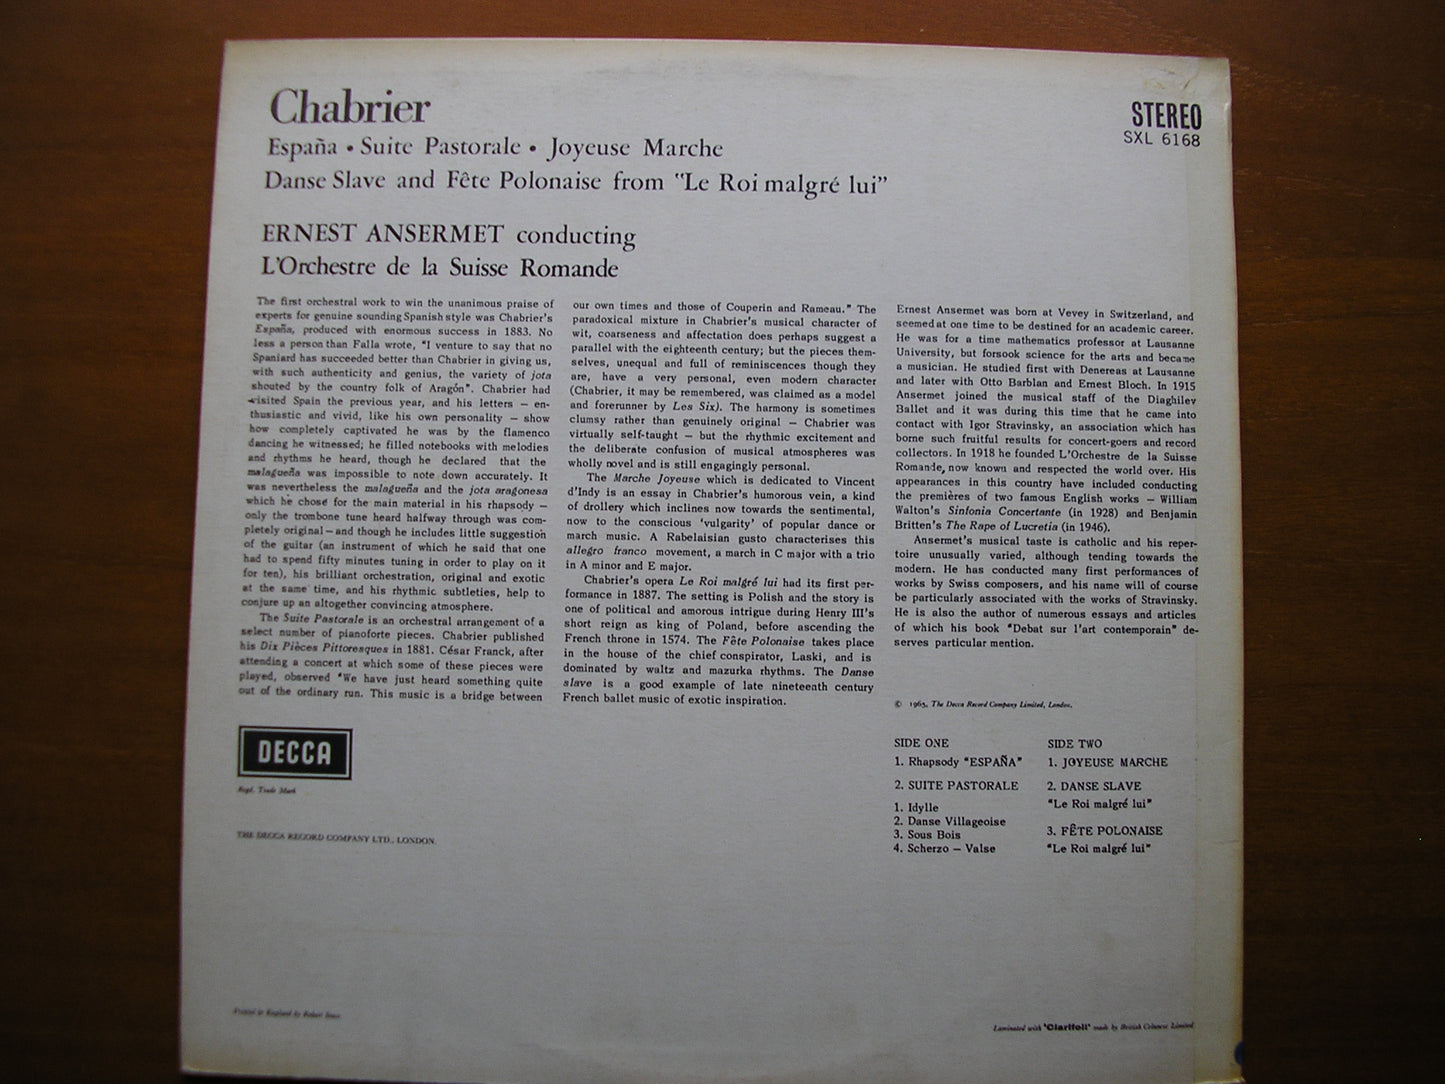 Chabrier
España • Suite Pastorale • Joyeuse Marche
Danse Slave and Fête Polonaise from "Le Roi malgré lui"
STEREO
SXL 6168
ERNEST ANSERMET conducting
L'Orchestre de la Suisse Romande
The first orchestral work to win the unanimous praise of
experts for genuine sounding Spanish style was Chabrier's
España, produced with enormous success in 1883. No
less a person than Falla wrote, "I venture to say that no
Spaniard has succeeded better than Chabrier in giving us,
with such authenticity and genius, the variety of jota
shouted by the country folk of Aragón". Chabrier had
visited Spain the previous year, and his letters – en-
thusiastic and vivid, like his own personality – show
how completely captivated he was by the flamenco
dancing he witnessed; he filled notebooks with melodies
and rhythms he heard, though he declared that the
malagueña was impossible to note down accurately. It
was nevertheless the malagueña and the jota aragonesa
which he chose for the main material in his rhapsody –
only the trombone tune heard halfway through was com-
pletely original – and though he includes little suggestion
of the guitar (an instrument of which he said that one
had to spend fifty minutes tuning in order to play on it
for ten), his brilliant orchestration, original and exotic
at the same time, and his rhythmic subtleties, help to
conjure up an altogether convincing atmosphere.
The Suite Pastorale is an orchestral arrangement of a
select number of pianoforte pieces. Chabrier published
his Dix Pièces Pittoresques in 1881. César Franck, after
attending a concert at which some of these pieces were
played, observed "We have just heard something quite
out of the ordinary run. This music is a bridge between
our own times and those of Couperin and Rameau." The
paradoxical mixture in Chabrier's musical character of
wit, coarseness and affectation does perhaps suggest a
parallel with the eighteenth century; but the pieces them-
selves, unequal and full of reminiscences though they
are, have a very personal, even modern character
(Chabrier, it may be remembered, was claimed as a model
and forerunner by Les Six). The harmony is sometimes
clumsy rather than genuinely original – Chabrier was
virtually self-taught – but the rhythmic excitement and
the deliberate confusion of musical atmospheres was
wholly novel and is still engagingly personal.
The Marche Joyeuse which is dedicated to Vincent
d'Indy is an essay in Chabrier's humorous vein, a kind
of drollery which inclines now towards the sentimental,
now to the conscious 'vulgarity' of popular dance or
march music. A Rabelaisian gusto characterises this
allegro franco movement, a march in C major with a trio
in A minor and E major.
Chabrier's opera Le Roi malgré lui had its first per-
formance in 1887. The setting is Polish and the story is
one of political and amorous intrigue during Henry III's
short reign as king of Poland, before ascending the
French throne in 1574. The Fête Polonaise takes place
in the house of the chief conspirator, Laski, and is
dominated by waltz and mazurka rhythms. The Danse
slave is a good example of late nineteenth century
French ballet music of exotic inspiration.
Ernest Ansermet was born at Vevey in Switzerland, and
seemed at one time to be destined for an academic career.
He was for a time mathematics professor at Lausanne
University, but forsook science for the arts and became
a musician. He studied first with Denereas at Lausanne
and later with Otto Barblan and Ernest Bloch. In 1915
Ansermet joined the musical staff of the Diaghilev
Ballet and it was during this time that he came into
contact with Igor Stravinsky, an association which has
borne such fruitful results for concert-goers and record
collectors. In 1918 he founded L'Orchestre de la Suisse
Romande, now known and respected the world over. His
appearances in this country have included conducting
the premières of two famous English works – William
Walton's Sinfonia Concertante (in 1928) and Benjamin
Britten's The Rape of Lucretia (in 1946).
Ansermet's musical taste is catholic and his reper-
toire unusually varied, although tending towards the
modern. He has conducted many first performances of
works by Swiss composers, and his name will of course
be particularly associated with the works of Stravinsky.
He is also the author of numerous essays and articles
of which his book "Debat sur l'art contemporain" de-
serves particular mention.
© 1965, The Decca Record Company Limited, London.
DECCA
Regd. Trade Mark
THE DECCA RECORD COMPANY LTD., LONDON.
SIDE ONE
1. Rhapsody "ESPAÑA"
2. SUITE PASTORALE
1. Idylle
2. Danse Villageoise
3. Sous Bois
4. Scherzo – Valse
SIDE TWO
1. JOYEUSE MARCHE
2. DANSE SLAVE
"Le Roi malgré lui"
3. FÊTE POLONAISE
"Le Roi malgré lui"
Printed in England by Robert Stace
Laminated with 'Clarifoil' made by British Celanese Limited